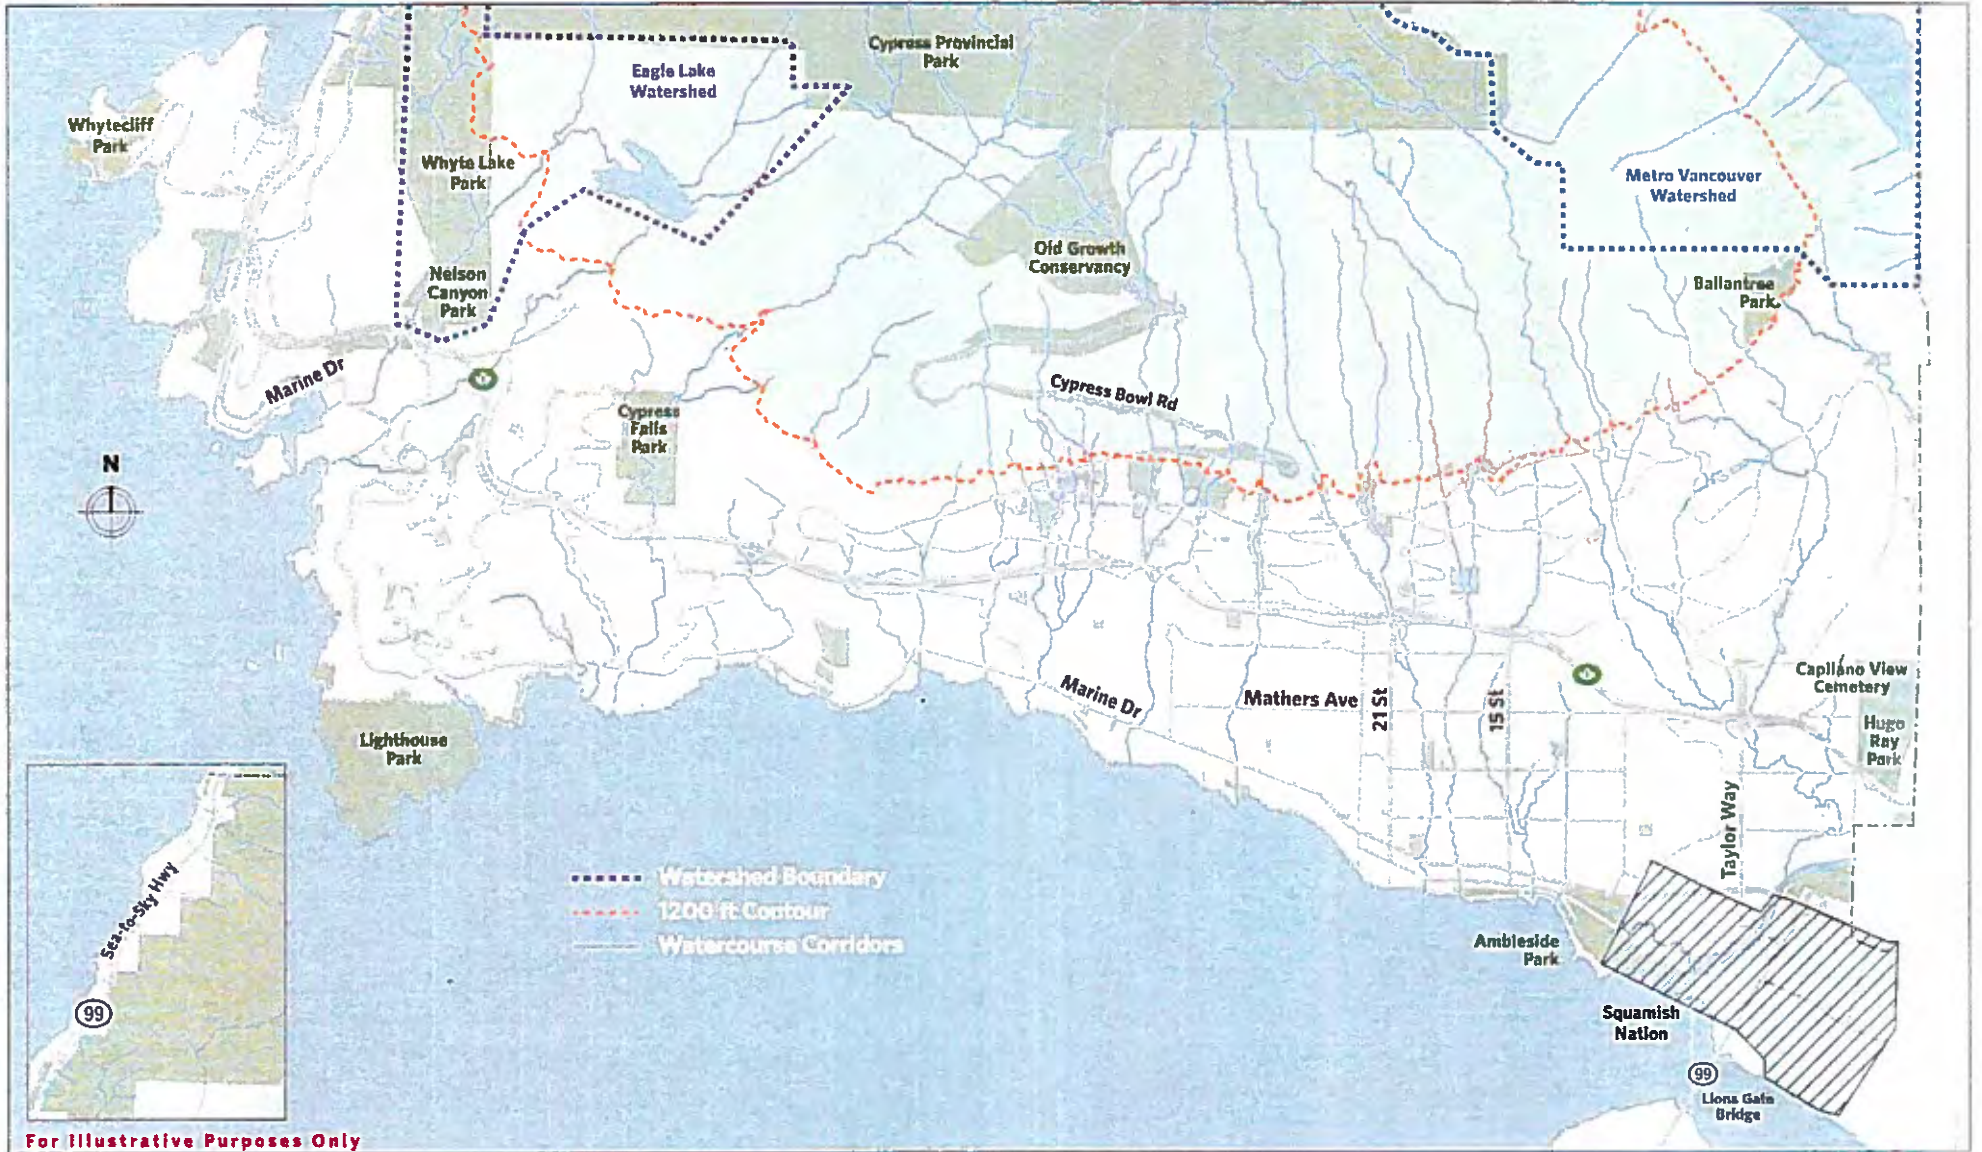 Cypress Provincial
Park
Eagle Lake
Watershed
Whytecliff
Park
Whyte Lake
Park
Metro Vancouver
Watershed
Old Growth
Conservancy
Nelson
Canyon
Park
Ballantree
Park
Marine Dr
1
Cypress Bowl Rd
Cypress
Falls
Park
N
Capilano View
Cemetery
1
Marine Dr
Mathers Ave
21 St
15 St
Hugo
Ray
Park
Lighthouse
Park
Taylor Way
Sea-to-Sky Hwy
99
Watershed Boundary
1200 ft Contour
Watercourse Corridors
Ambleside
Park
Squamish
Nation
99
Lions Gate
Bridge
For Illustrative Purposes Only